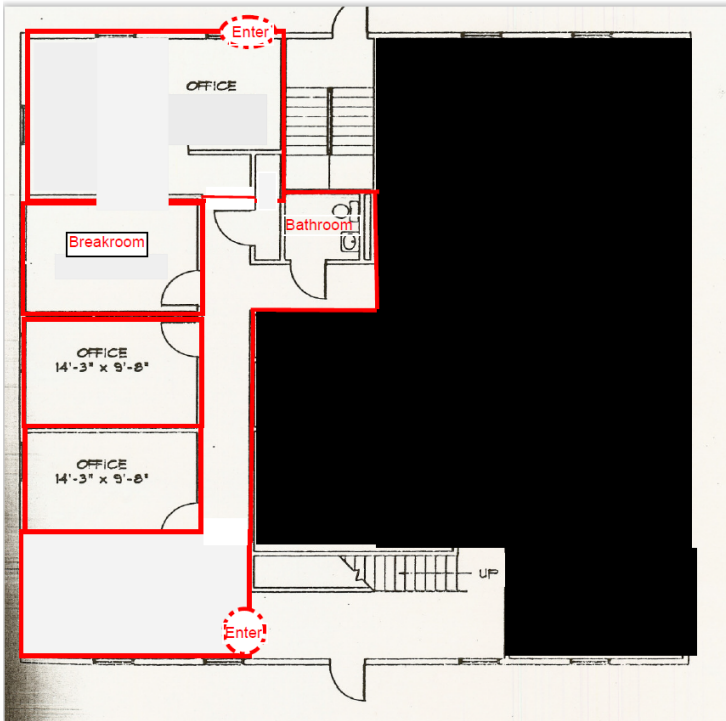 Enter
OFFICE
Bathroom
Breakroom
OFFICE
14'-3" x 9'-8"
OFFICE
14'-3" x 9'-8"
UP
Enter